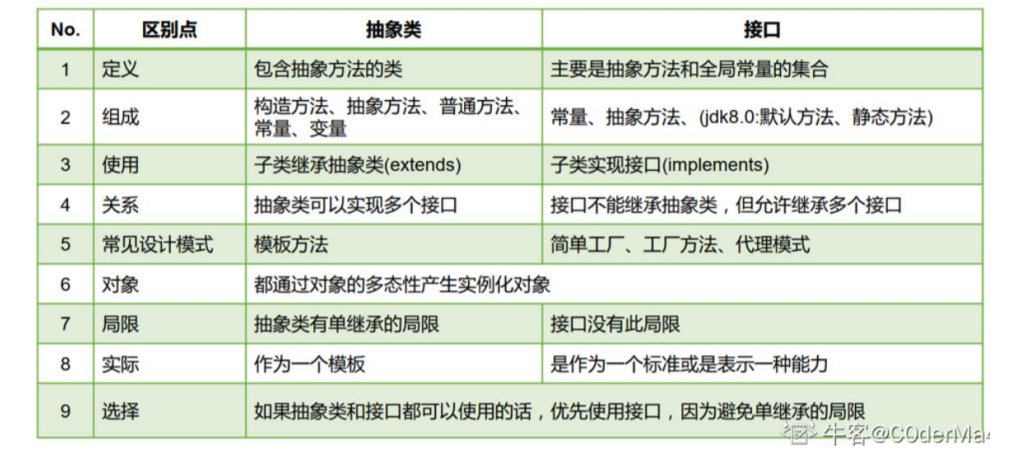 No. 区别点 抽象类 接口
1 定义 包含抽象方法的类 主要是抽象方法和全局常量的集合
2 组成 构造方法、抽象方法、普通方法、
常量、变量 常量、抽象方法、(jdk8.0:默认方法、静态方法)
3 使用 子类继承抽象类(extends) 子类实现接口(implements)
4 关系 抽象类可以实现多个接口 接口不能继承抽象类，但允许继承多个接口
5 常见设计模式 模板方法 简单工厂、工厂方法、代理模式
6 对象 都通过对象的多态性产生实例化对象
7 局限 抽象类有单继承的局限 接口没有此局限
8 实际 作为一个模板 是作为一个标准或是表示一种能力
9 选择 如果抽象类和接口都可以使用的话，优先使用接口，因为避免单继承的局限
牛客@C0derMa4